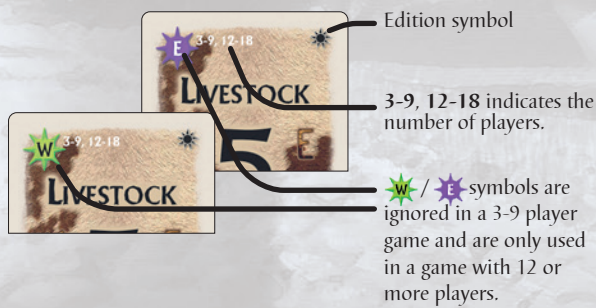 Edition symbol
E 3-9, 12-18
LIVESTOCK
5 E
3-9, 12-18 indicates the
number of players.
W 3-9, 12-18
LIVESTOCK
W / E symbols are
ignored in a 3-9 player
game and are only used
in a game with 12 or
more players.